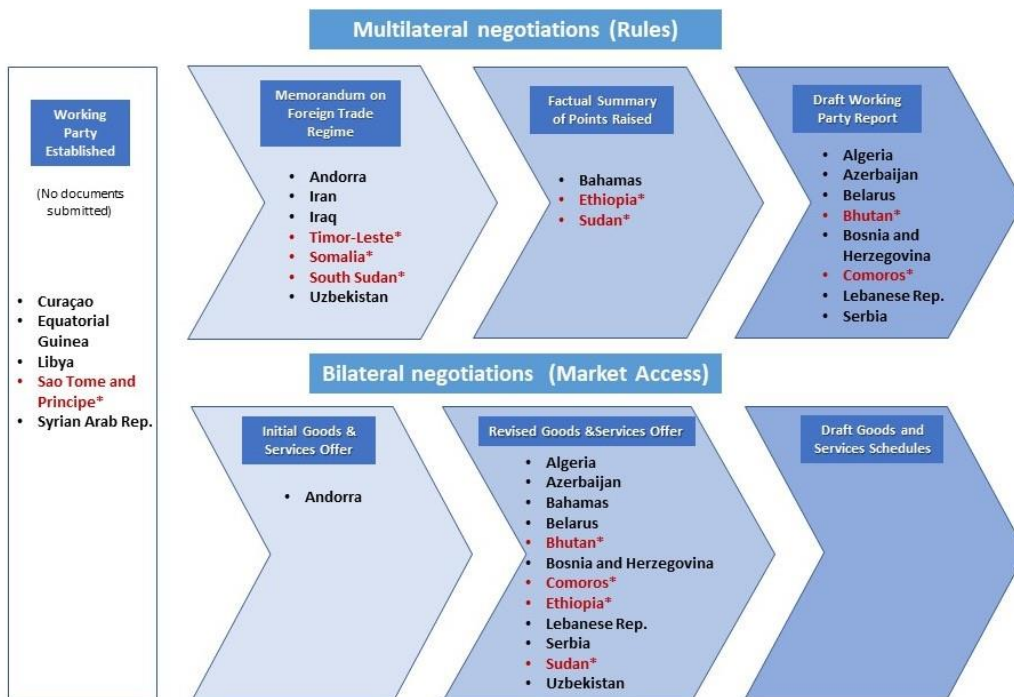 Multilateral negotiations (Rules)
Working
Party
Established
(No documents
submitted)
• Curaçao
• Equatorial
Guinea
• Libya
• Sao Tome and
Principe*
• Syrian Arab Rep.
Memorandum on
Foreign Trade
Regime
• Andorra
• Iran
• Iraq
• Timor-Leste*
• Somalia*
• South Sudan*
• Uzbekistan
Factual Summary
of Points Raised
• Bahamas
• Ethiopia*
• Sudan*
Draft Working
Party Report
• Algeria
• Azerbaijan
• Belarus
• Bhutan*
• Bosnia and
Herzegovina
• Comoros*
• Lebanese Rep.
• Serbia
Bilateral negotiations (Market Access)
Initial Goods &
Services Offer
• Andorra
Revised Goods &Services Offer
• Algeria
• Azerbaijan
• Bahamas
• Belarus
• Bhutan*
• Bosnia and Herzegovina
• Comoros*
• Ethiopia*
• Lebanese Rep.
• Serbia
• Sudan*
• Uzbekistan
Draft Goods and
Services Schedules